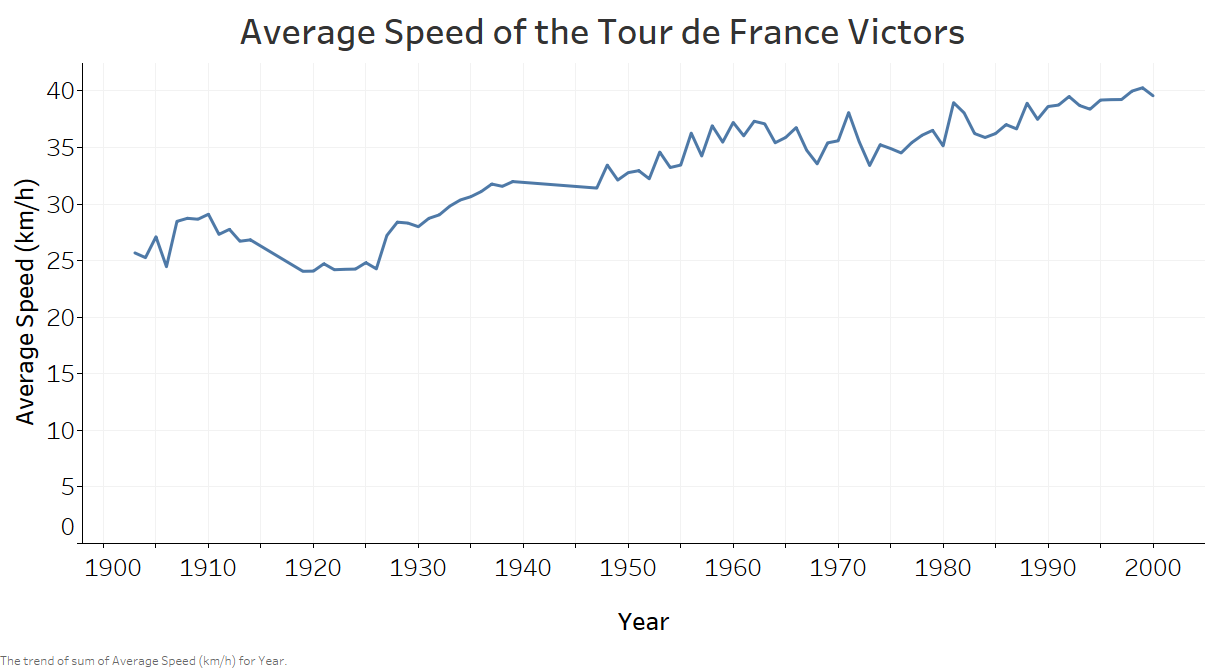 Average Speed of the Tour de France Victors
Average Speed (km/h)
40
35
30
25
20
15
10
5
0
1900 1910 1920 1930 1940 1950 1960 1970 1980 1990 2000
Year
The trend of sum of Average Speed (km/h) for Year.